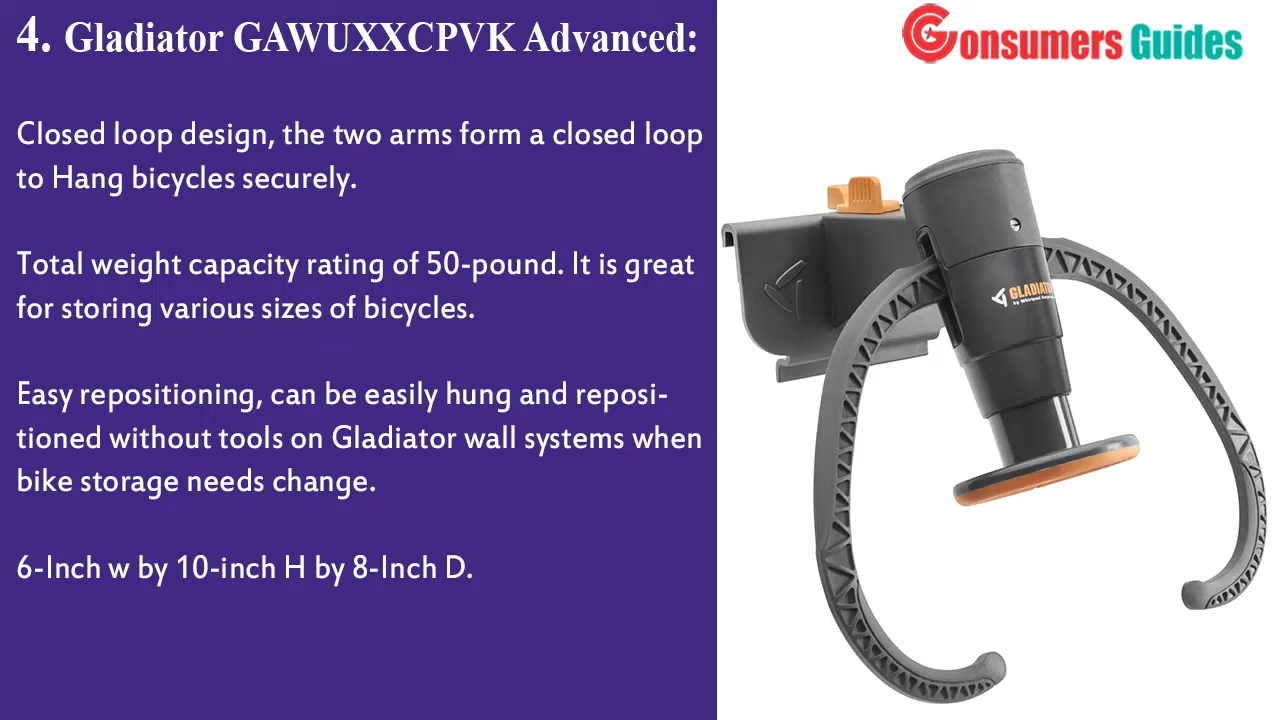 4. Gladiator GAWUXXCPVK Advanced:
Consumers Guides
Closed loop design, the two arms form a closed loop
to Hang bicycles securely.
Total weight capacity rating of 50-pound. It is great
for storing various sizes of bicycles.
Easy repositioning, can be easily hung and reposi-
tioned without tools on Gladiator wall systems when
bike storage needs change.
6-Inch w by 10-inch H by 8-Inch D.
GLADIATOR
by Whirlpool